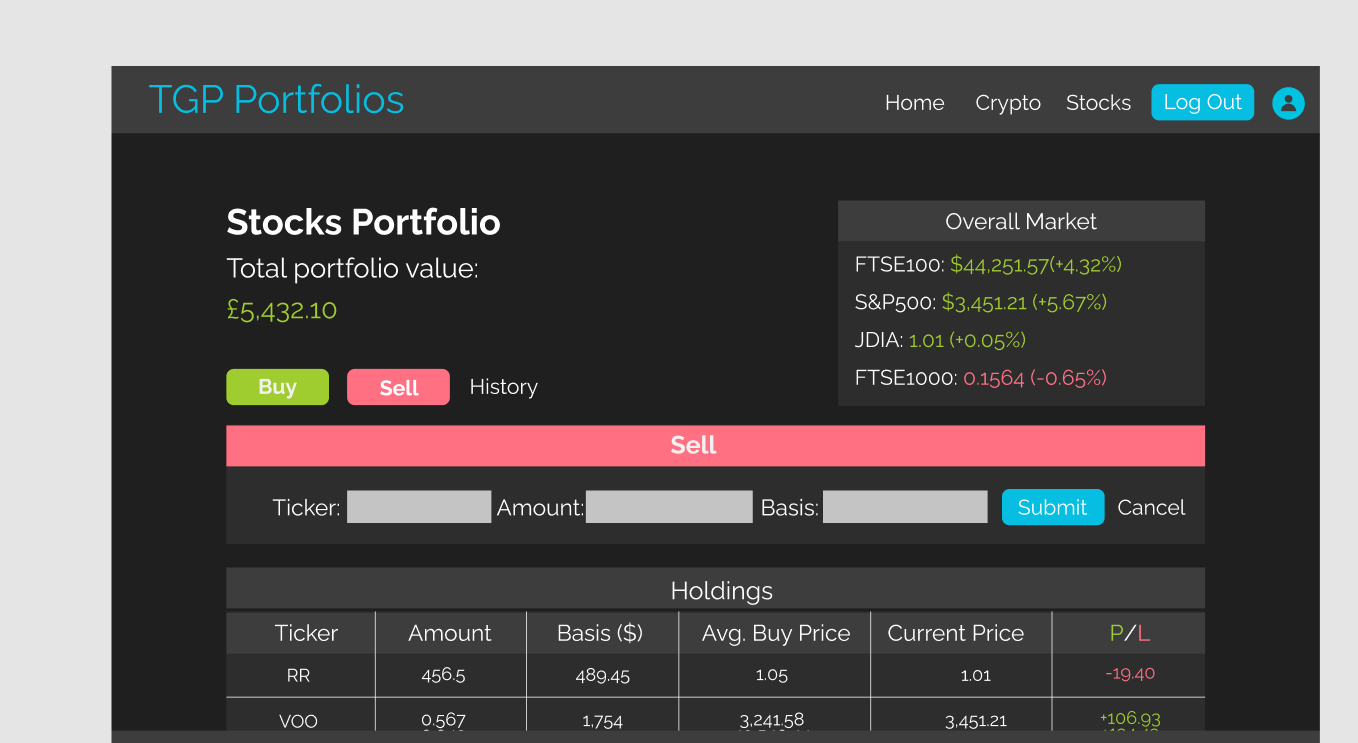 TGP Portfolios
Home Crypto Stocks Log Out
Stocks Portfolio
Total portfolio value:
£5,432.10
Buy Sell History
Overall Market
FTSE100: $44,251.57(+4.32%)
S&P500: $3,451.21 (+5.67%)
JDIA: 1.01 (+0.05%)
FTSE1000: 0.1564 (-0.65%)
Sell
Ticker: Amount: Basis: Submit Cancel
Holdings
Ticker Amount Basis ($) Avg. Buy Price Current Price P/L
RR 456.5 489.45 1.05 1.01 -19.40
VOO 0.567 1,754 3,241.58 3,451.21 +106.93